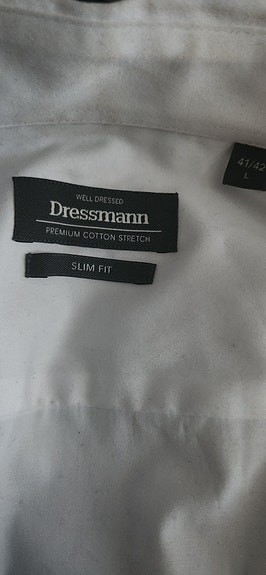 WELL DRESSED
Dressmann
PREMIUM COTTON STRETCH
SLIM FIT
41/42
L